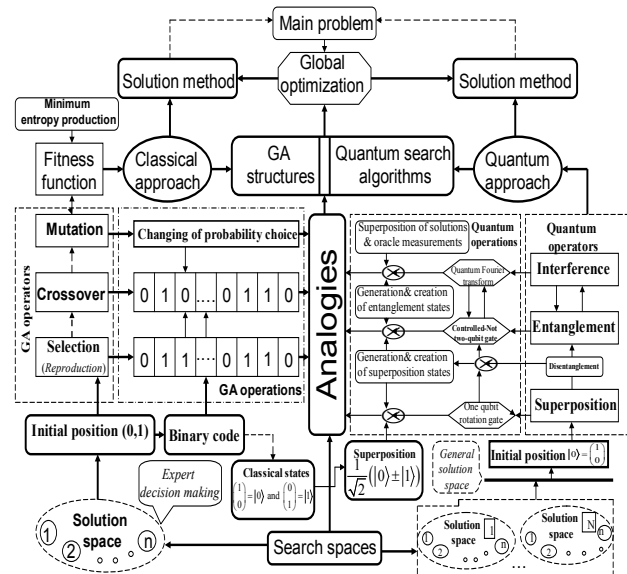 Main problem
Solution method
Global
optimization
Solution method
Minimum
entropy production
Fitness
function
Classical
approach
GA
structures
Quantum search
algorithms
Quantum
approach
GA operators
Mutation
Crossover
Selection
(Reproduction)
Changing of probability choice
0 1 0 .... 0 1 1 0
0 1 1 .... 0 1 1 0
GA operations
Analogies
Superposition of solutions
& oracle measurements
Quantum
operations
Quantum Fourier
transform
Generation& creation
of entanglement states
Controlled-Not
two-qubit gate
Generation& creation
of superposition states
One qubit
rotation gate
Quantum
operators
Interference
Entanglement
Disentanglement
Superposition
Initial position (0,1)
Binary code
Classical states
(1 0) = |0⟩ and (0 1) = |1⟩
Superposition
1/√2 (|0⟩ ± |1⟩)
General
solution
space
Initial position |0⟩ = (1 0)
Expert
decision making
Solution
space
1
2
n
Search spaces
Solution
space
1
1
2
n
Solution
space
N
1
2
n
...